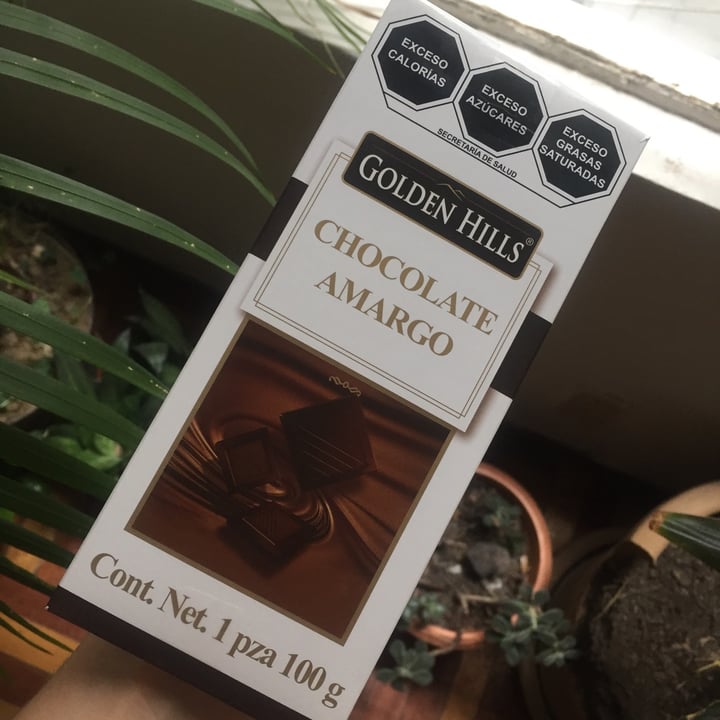 EXCESO
CALORÍAS
EXCESO
AZÚCARES
EXCESO
GRASAS
SATURADAS
SECRETARÍA DE SALUD
GOLDEN HILLS®
CHOCOLATE
AMARGO
Cont. Net. 1 pza 100 g